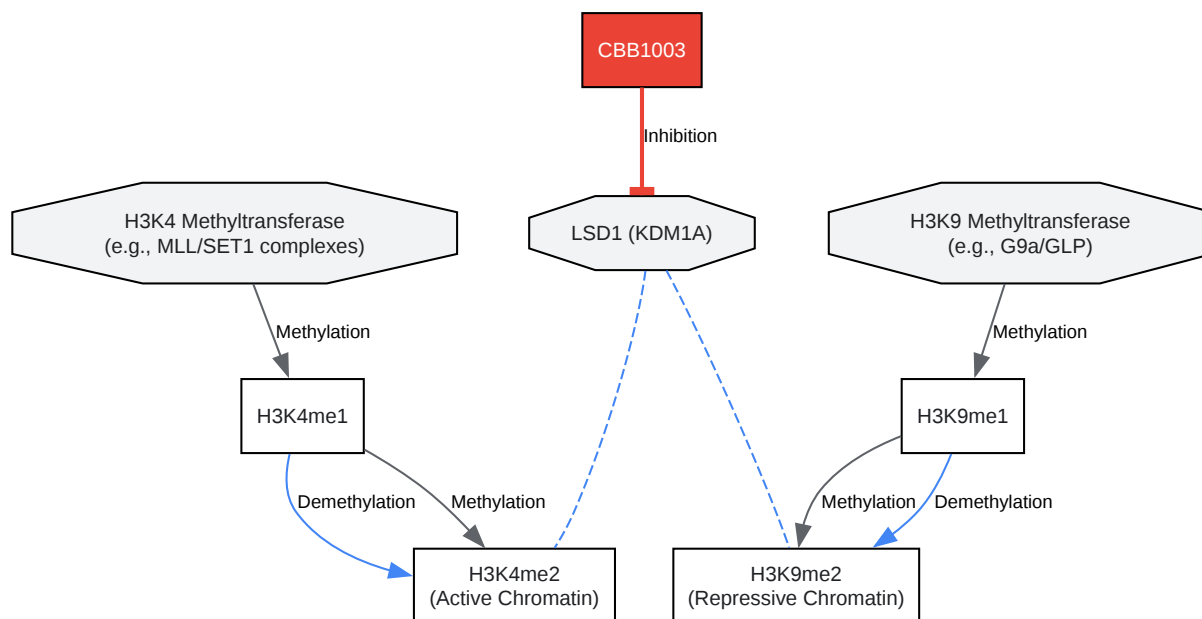 CBB1003
Inhibition
H3K4 Methyltransferase
(e.g., MLL/SET1 complexes)
LSD1 (KDM1A)
H3K9 Methyltransferase
(e.g., G9a/GLP)
Methylation
Methylation
H3K4me1
H3K9me1
Demethylation
Methylation
Methylation
Demethylation
H3K4me2
(Active Chromatin)
H3K9me2
(Repressive Chromatin)